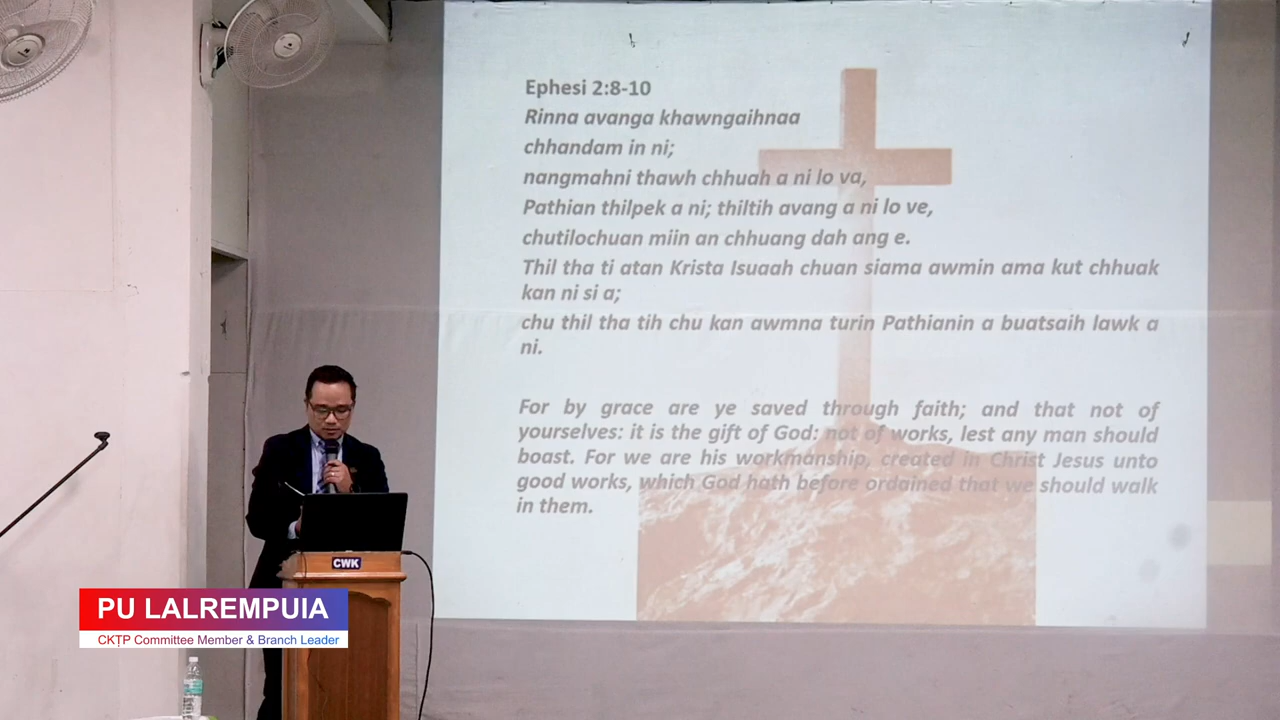 Ephesi 2:8-10
Rinna avanga khawngaihnaa
chhandam in ni;
nangmahni thawh chhuah a ni lo va,
Pathian thilpek a ni; thiltih avang a ni lo ve,
chutilochuan miin an chhuang dah ang e.
Thil tha ti atan Krista Isuaah chuan siama awmin ama kut chhuak
kan ni si a;
chu thil tha tih chu kan awmna turin Pathianin a buatsaih lawk a
ni.
For by grace are ye saved through faith; and that not of
yourselves: it is the gift of God: not of works, lest any man should
boast. For we are his workmanship, created in Christ Jesus unto
good works, which God hath before ordained that we should walk
in them.
CWK
PU LALREMPUIA
CKṬP Committee Member & Branch Leader